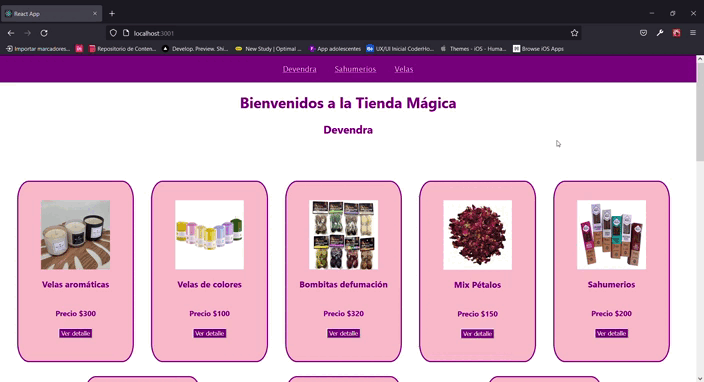 React App
localhost:3001
Importar marcadores...
Repositorio de Conten...
Develop. Preview. Shi...
New Study | Optimal ...
App adolescentes
UX/UI Inicial CoderHo...
Themes - iOS - Huma...
Browse iOS Apps
Devendra
Sahumerios
Velas
Bienvenidos a la Tienda Mágica
Devendra
Velas aromáticas
Velas de colores
Bombitas defumación
Mix Pétalos
Sahumerios
Precio $300
Precio $100
Precio $320
Precio $150
Precio $200
Ver detalle
Ver detalle
Ver detalle
Ver detalle
Ver detalle